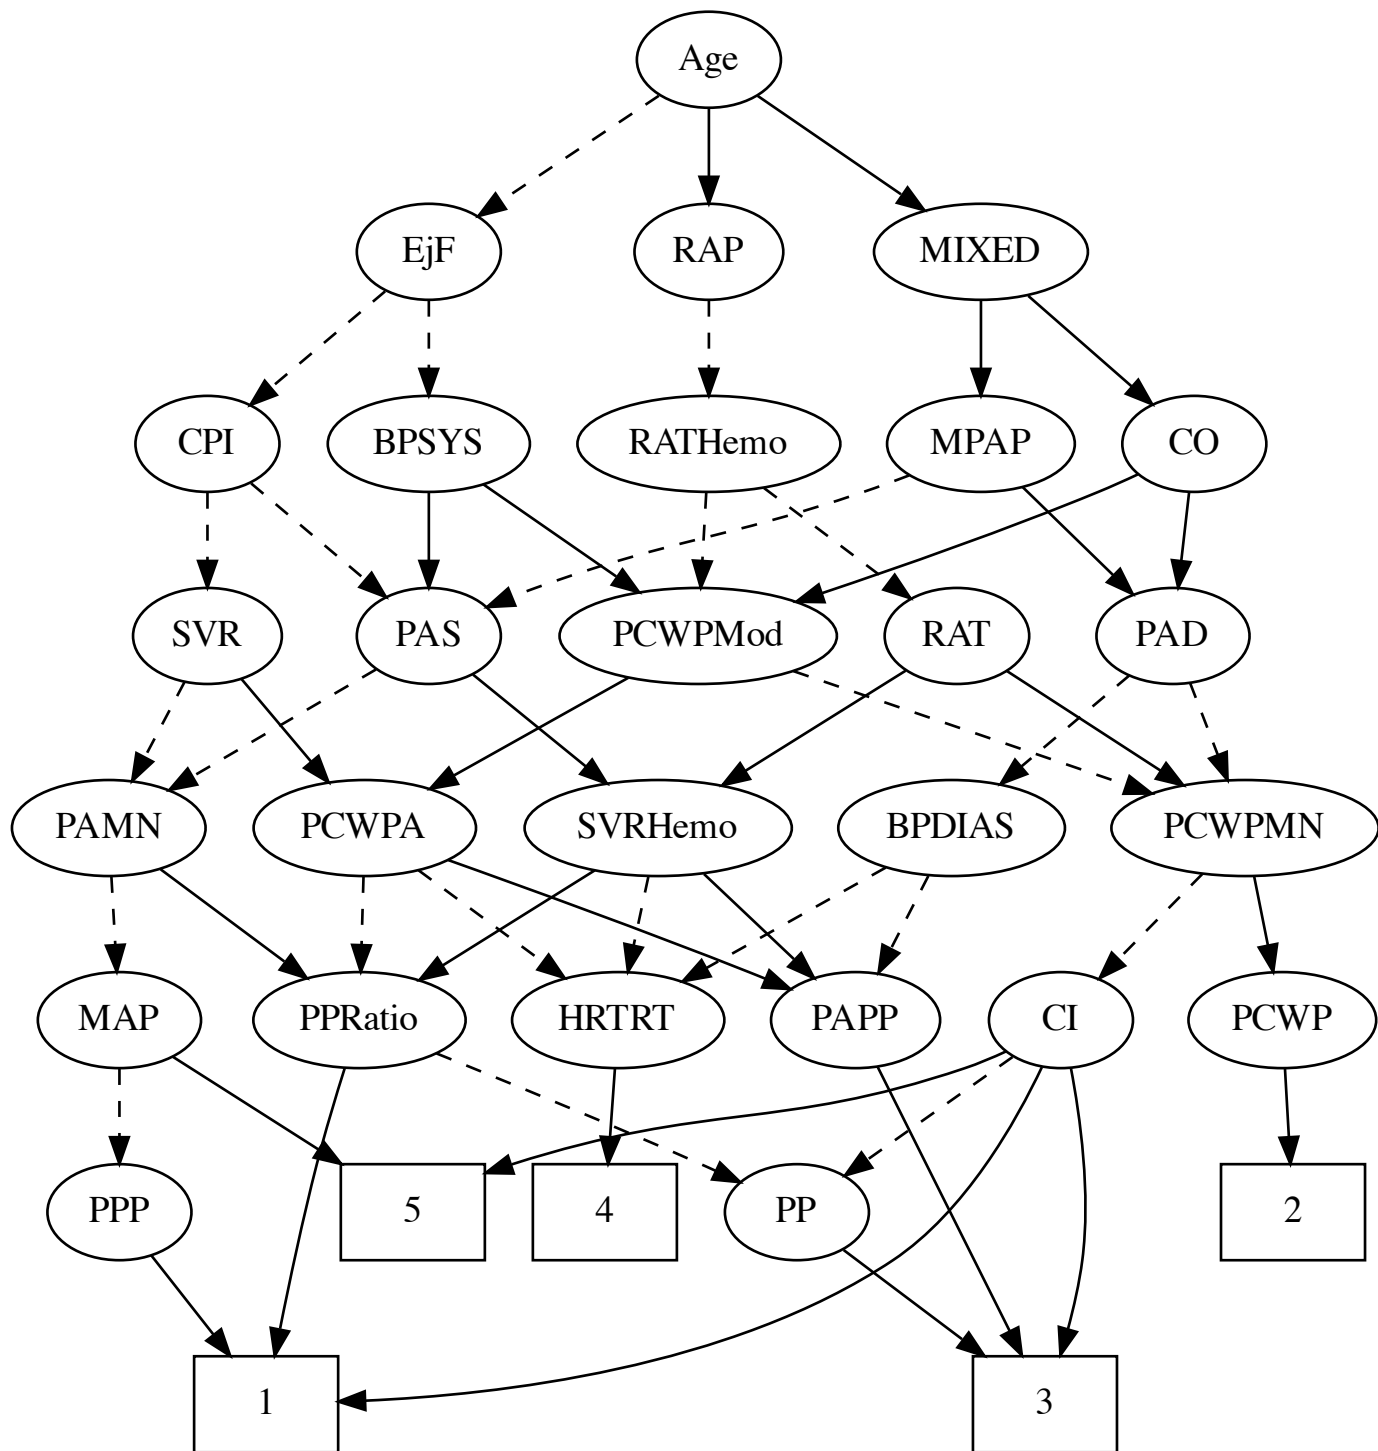 Age
EjF
RAP
MIXED
CPI
BPSYS
RATHemo
MPAP
CO
SVR
PAS
PCWPMod
RAT
PAD
PAMN
PCWPA
SVRHemo
BPDIAS
PCWPMN
MAP
PPRatio
HRTRT
PAPP
CI
PCWP
PPP
5
4
PP
2
1
3